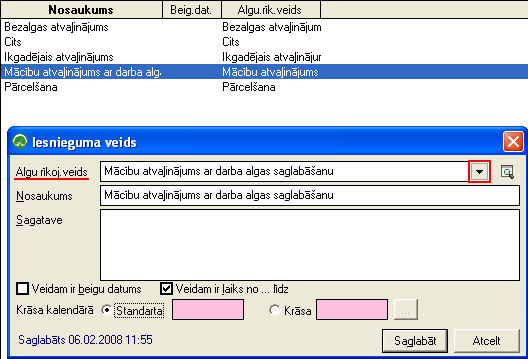 Nosaukums Beig.dat. Algu.rīk.veids
Bezalgas atvaļinājums Bezalgas atvaļinājum
Cits Cits
Ikgadējais atvaļinājums Ikgadējais atvaļinājur
Mācību atvaļinājums ar darba alga Mācību atvaļinājums
Pārcelšana Pārcelšana
Iesnieguma veids
Algu rīkoj.veids Mācību atvaļinājums ar darba algas saglabāšanu
Nosaukums Mācību atvaļinājums ar darba algas saglabāšanu
Sagatave
Veidam ir beigu datums Veidam ir laiks no ... līdz
Krāsa kalendārā Standarta Krāsa ...
Saglabāts 06.02.2008 11:55 Saglabāt Atcelt